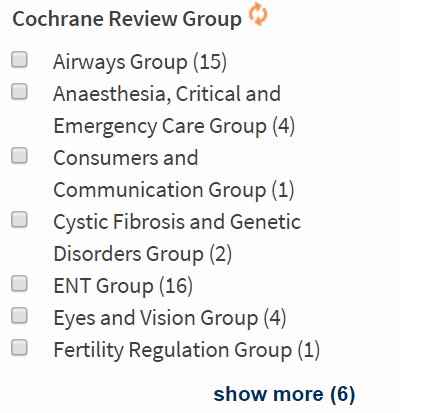 Cochrane Review Group
Airways Group (15)
Anaesthesia, Critical and
Emergency Care Group (4)
Consumers and
Communication Group (1)
Cystic Fibrosis and Genetic
Disorders Group (2)
ENT Group (16)
Eyes and Vision Group (4)
Fertility Regulation Group (1)
show more (6)